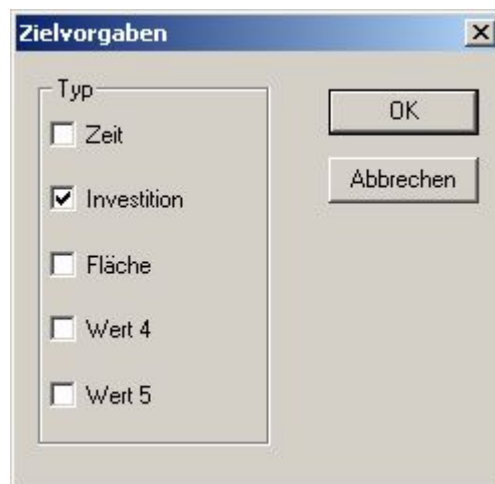 Zielvorgaben
Typ
Zeit
Investition
Fläche
Wert 4
Wert 5
OK
Abbrechen